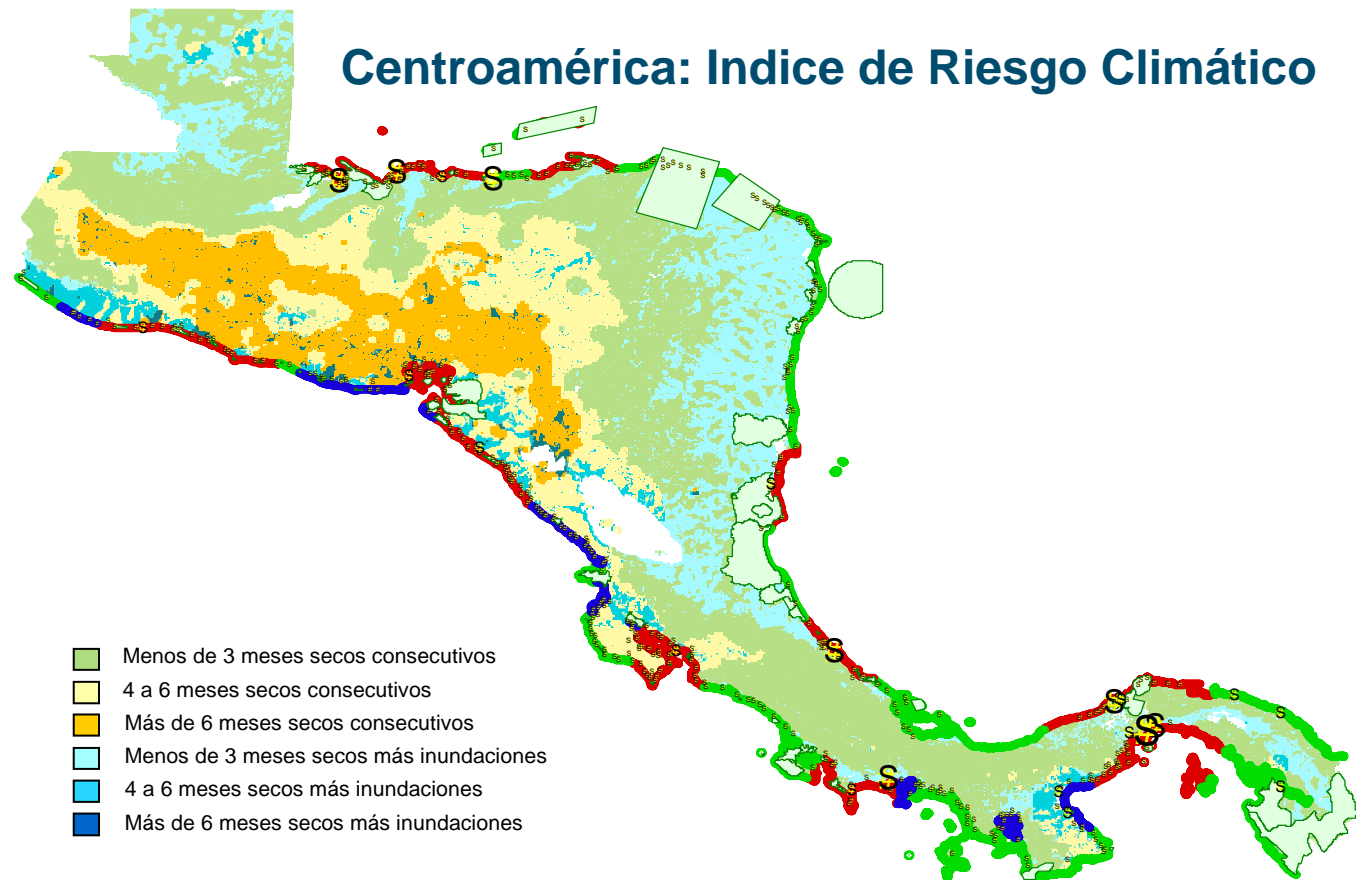 Centroamérica: Indice de Riesgo Climático
Menos de 3 meses secos consecutivos
4 a 6 meses secos consecutivos
Más de 6 meses secos consecutivos
Menos de 3 meses secos más inundaciones
4 a 6 meses secos más inundaciones
Más de 6 meses secos más inundaciones